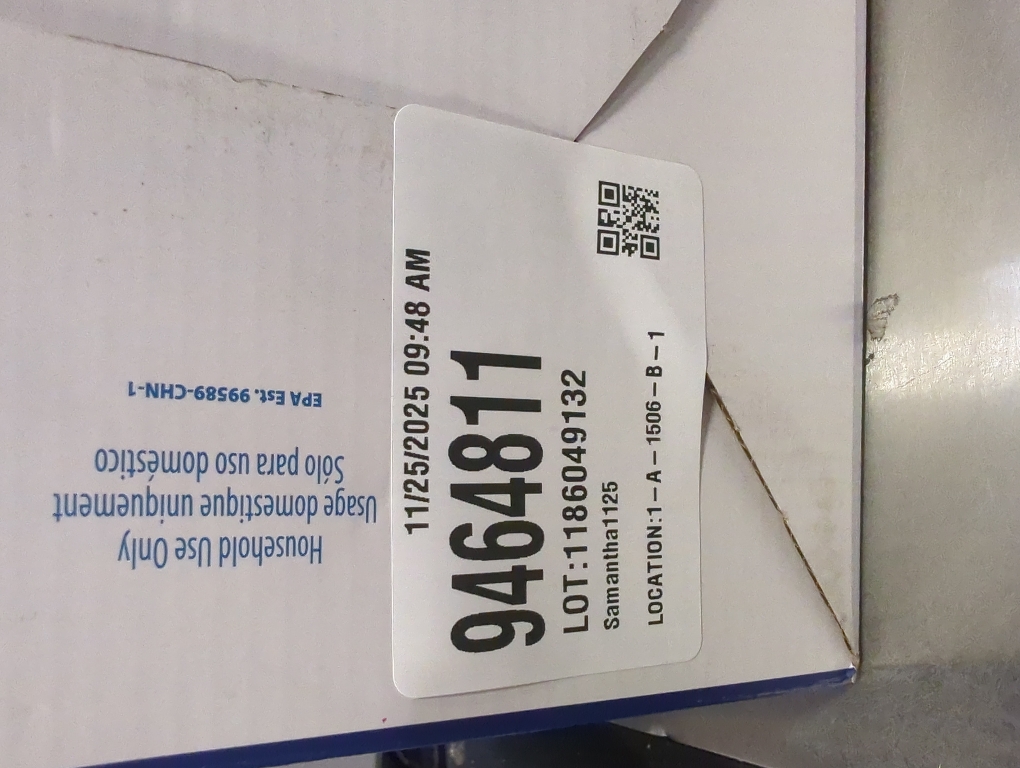 11/25/2025 09:48 AM
9464811
LOT:1186049132
Samantha1125
LOCATION:1-A-1506-B-1
Household Use Only
Usage domestique uniquement
Sólo para uso doméstico
EPA Est. 99589-CHN-1